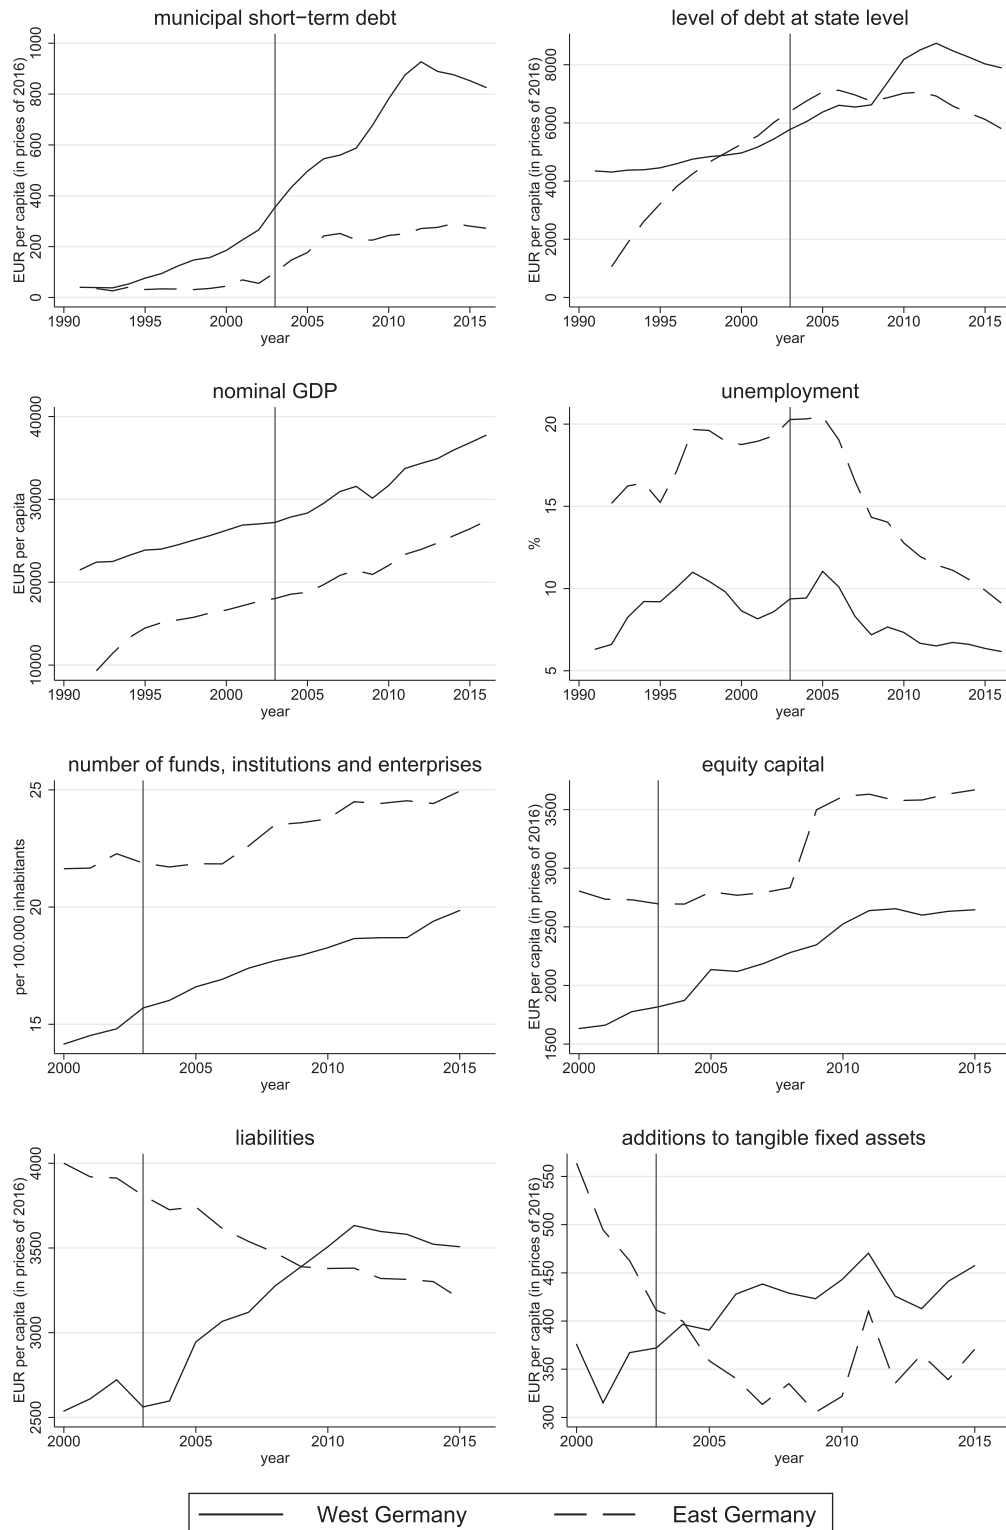 municipal short−term debt
EUR per capita (in prices of 2016)
0 200 400 600 800 1000
1990 1995 2000 2005 2010 2015
year
level of debt at state level
EUR per capita (in prices of 2016)
0 2000 4000 6000 8000
1990 1995 2000 2005 2010 2015
year
nominal GDP
EUR per capita
10000 20000 30000 40000
1990 1995 2000 2005 2010 2015
year
unemployment
%
5 10 15 20
1990 1995 2000 2005 2010 2015
year
number of funds, institutions and enterprises
per 100.000 inhabitants
15 20 25
2000 2005 2010 2015
year
equity capital
EUR per capita (in prices of 2016)
1500 2000 2500 3000 3500
2000 2005 2010 2015
year
liabilities
EUR per capita (in prices of 2016)
2500 3000 3500 4000
2000 2005 2010 2015
year
additions to tangible fixed assets
EUR per capita (in prices of 2016)
300 350 400 450 500 550
2000 2005 2010 2015
year
West Germany East Germany